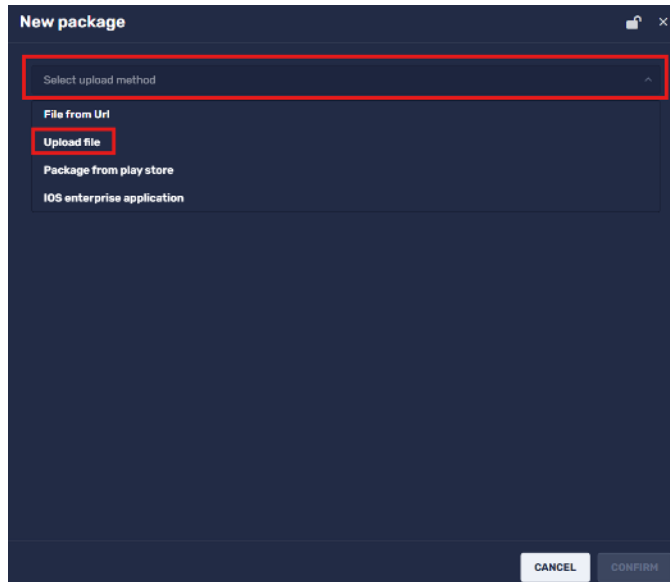 New package
Select upload method
File from Url
Upload file
Package from play store
IOS enterprise application
CANCEL CONFIRM